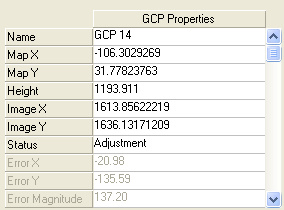 GCP Properties
Name GCP 14
Map X -106.3029269
Map Y 31.77823763
Height 1193.911
Image X 1613.85622219
Image Y 1636.13171209
Status Adjustment
Error X -20.98
Error Y -135.59
Error Magnitude 137.20